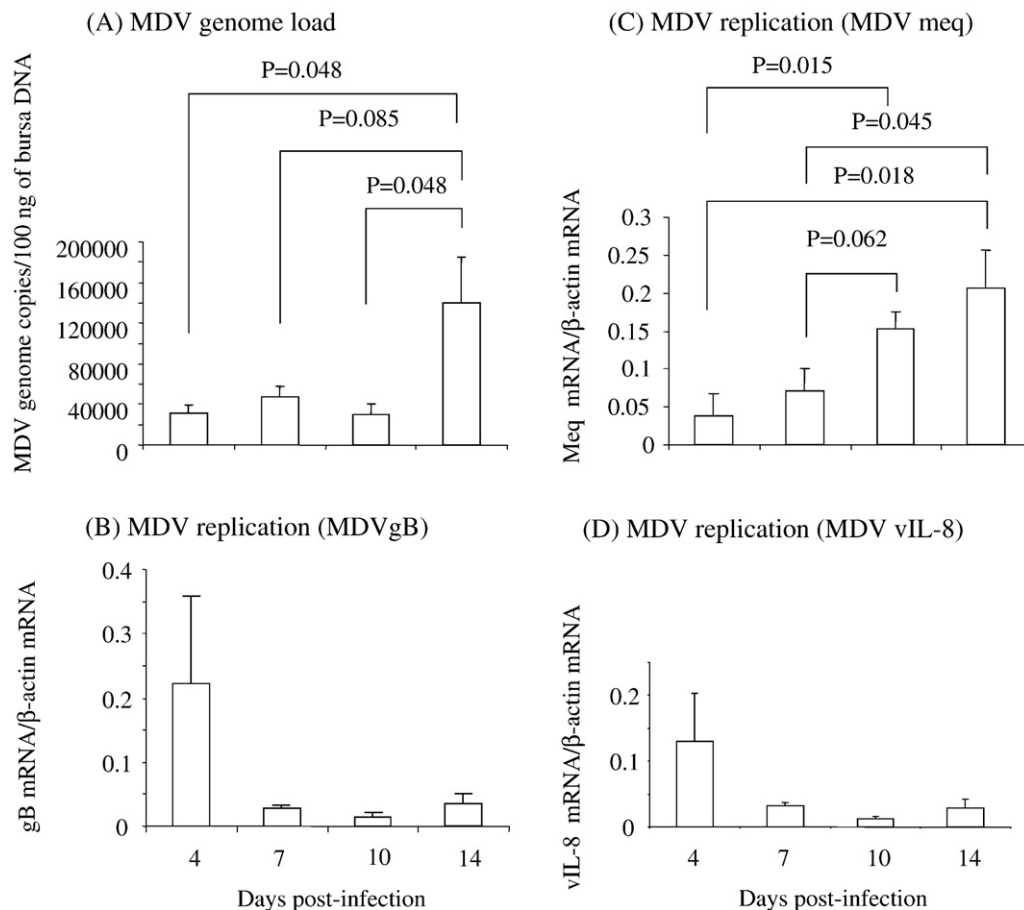 (A) MDV genome load
MDV genome copies/100 ng of bursa DNA
P=0.048
P=0.085
P=0.048
200000
160000
120000
80000
40000
0
(C) MDV replication (MDV meq)
Meq mRNA/β-actin mRNA
P=0.015
P=0.045
P=0.018
P=0.062
0.3
0.25
0.2
0.15
0.1
0.05
0
(B) MDV replication (MDVgB)
gB mRNA/β-actin mRNA
0.4
0.3
0.2
0.1
0
4 7 10 14
Days post-infection
(D) MDV replication (MDV vIL-8)
vIL-8 mRNA/β-actin mRNA
0.2
0.1
0
4 7 10 14
Days post-infection